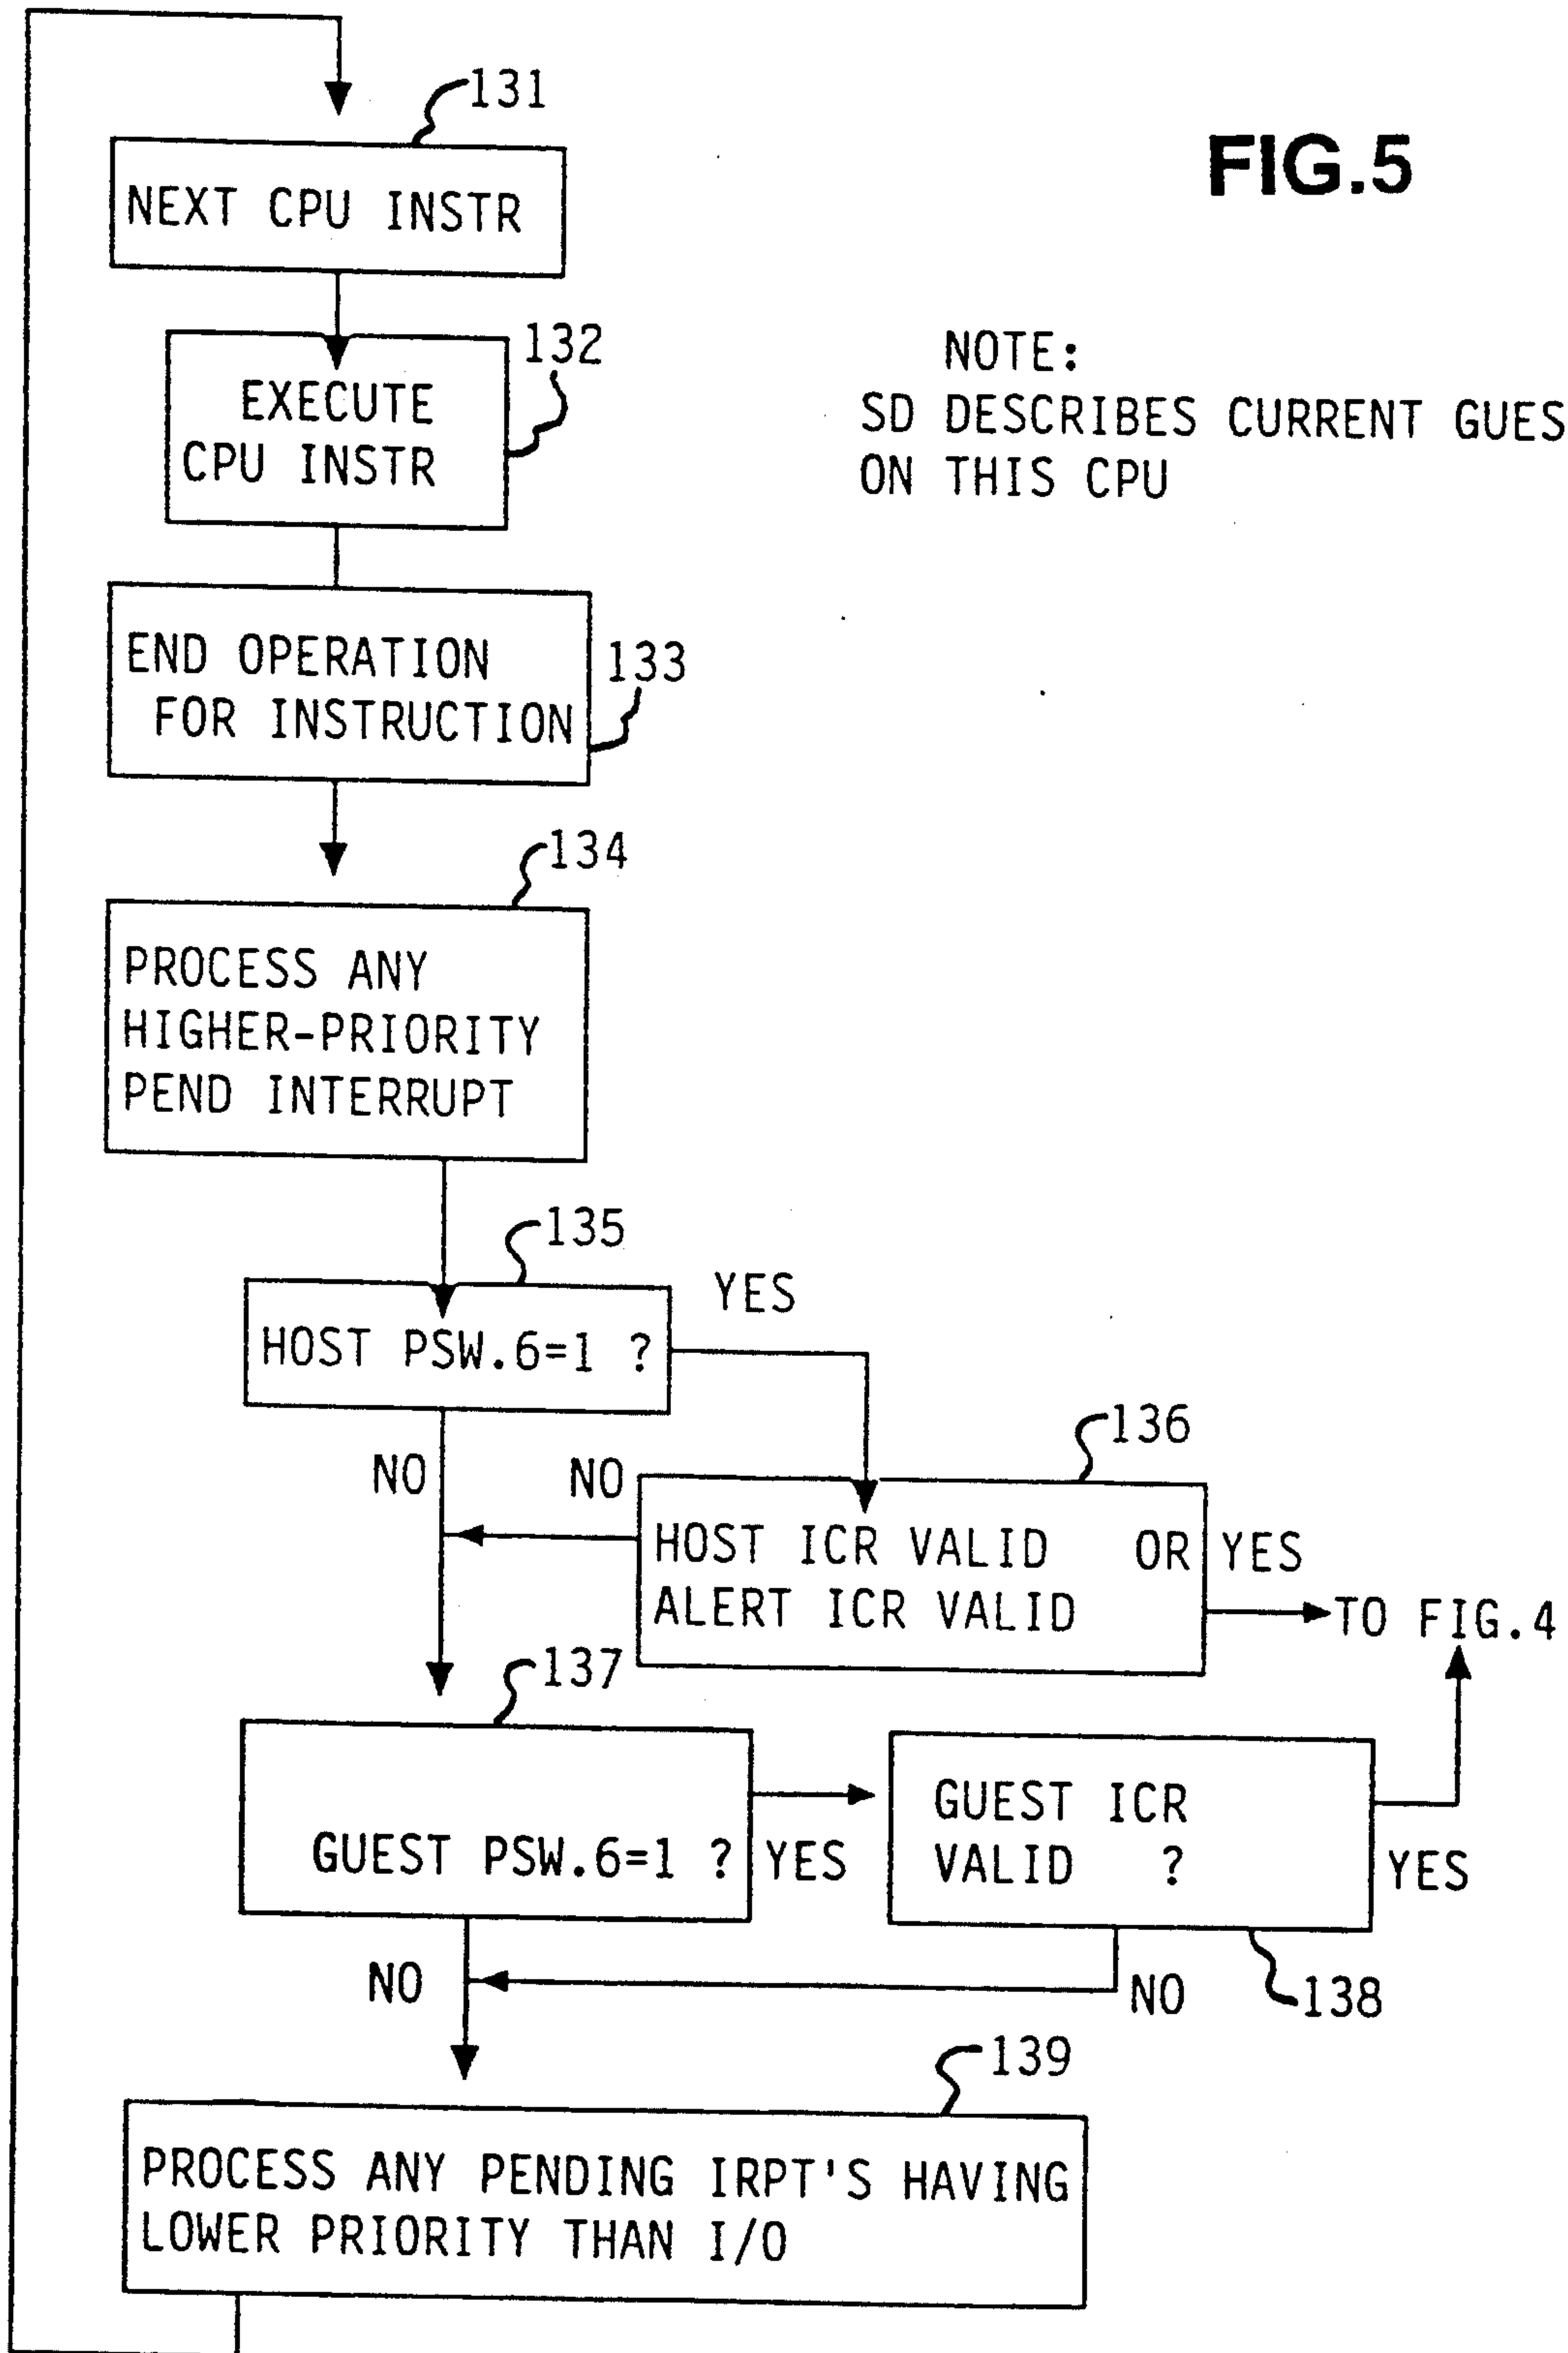 131
FIG.5
NEXT CPU INSTR
132
NOTE:
EXECUTE
CPU INSTR
SD DESCRIBES CURRENT GUES
ON THIS CPU
END OPERATION
FOR INSTRUCTION
133
134
PROCESS ANY
HIGHER-PRIORITY
PEND INTERRUPT
135
YES
HOST PSW.6=1 ?
136
NO
NO
HOST ICR VALID OR
ALERT ICR VALID
YES
TO FIG.4
137
GUEST PSW.6=1 ?
YES
GUEST ICR
VALID ?
YES
NO
NO
138
139
PROCESS ANY PENDING IRPT'S HAVING
LOWER PRIORITY THAN I/O